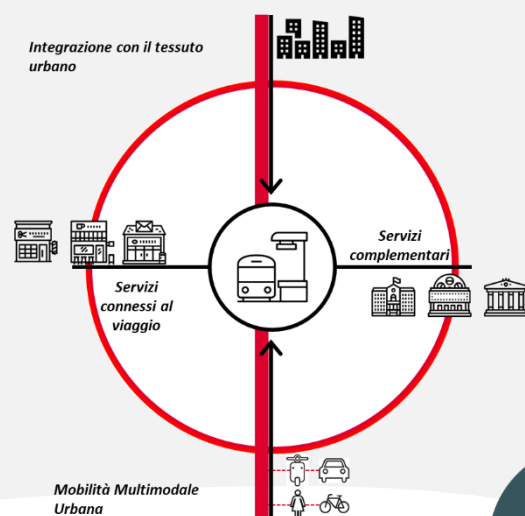 Integrazione con il tessuto
urbano
Servizi
complementari
Servizi
connessi al
viaggio
Mobilità Multimodale
Urbana